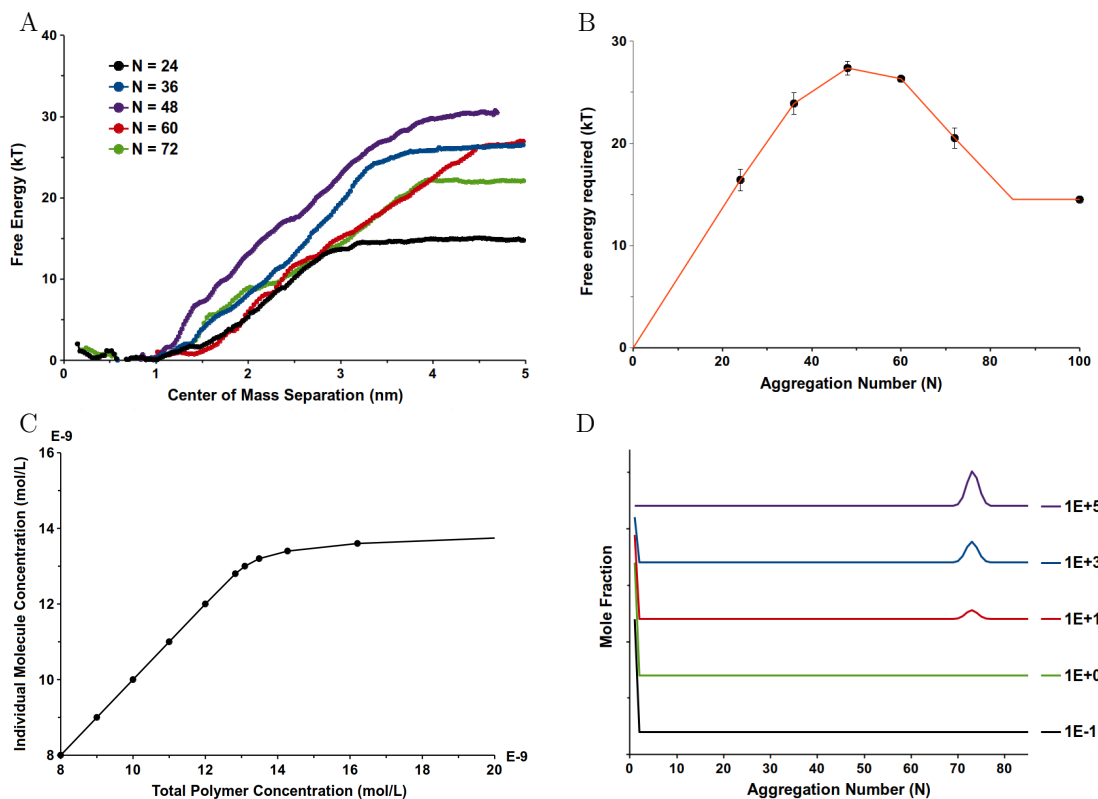 A
40
30
20
10
0
Free Energy (kT)
N = 24
N = 36
N = 48
N = 60
N = 72
0 1 2 3 4 5
Center of Mass Separation (nm)
B
30
20
10
0
Free energy required (kT)
0 20 40 60 80 100
Aggregation Number (N)
C
E-9
16
14
12
10
8
Individual Molecule Concentration (mol/L)
8 10 12 14 16 18 20
E-9
Total Polymer Concentration (mol/L)
D
Mole Fraction
1E+5
1E+3
1E+1
1E+0
1E-1
0 10 20 30 40 50 60 70 80
Aggregation Number (N)